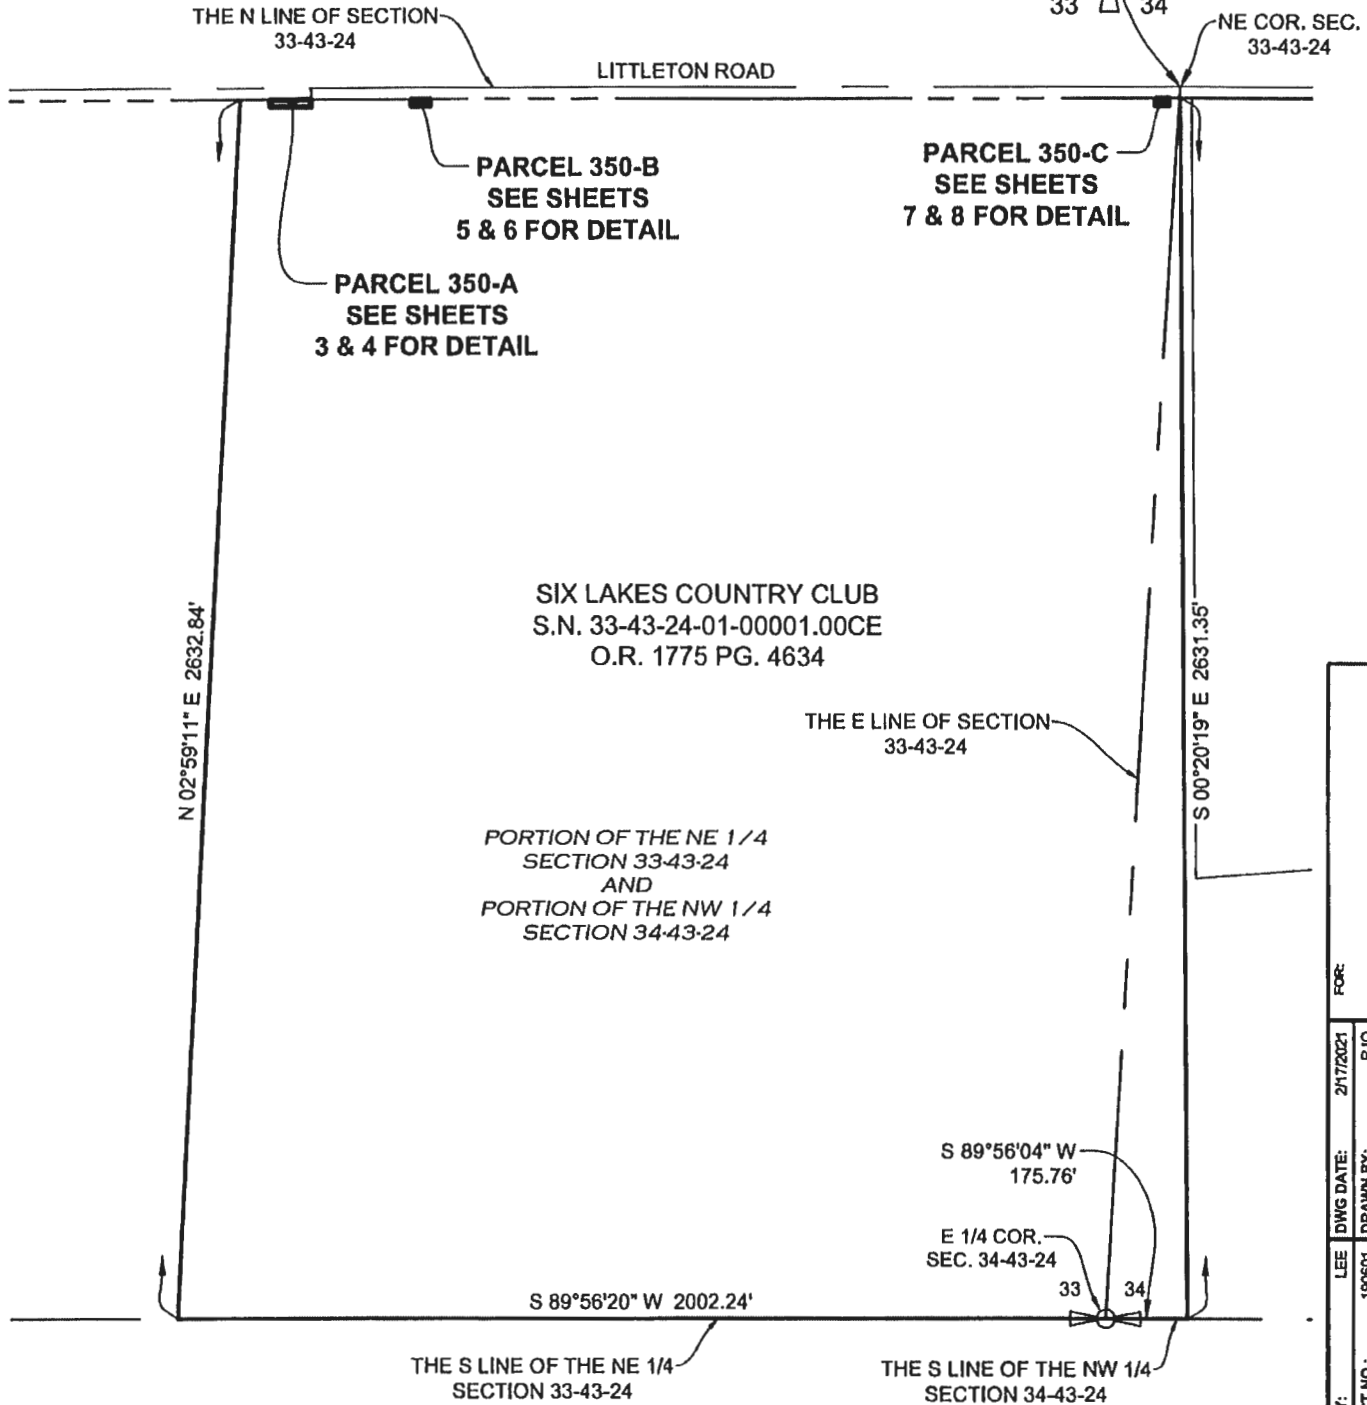 THE N LINE OF SECTION
33-43-24
33 34
NE COR. SEC.
33-43-24
LITTLETON ROAD
PARCEL 350-B
SEE SHEETS
5 & 6 FOR DETAIL
PARCEL 350-C
SEE SHEETS
7 & 8 FOR DETAIL
PARCEL 350-A
SEE SHEETS
3 & 4 FOR DETAIL
N 02°59'11" E 2632.84'
SIX LAKES COUNTRY CLUB
S.N. 33-43-24-01-00001.00CE
O.R. 1775 PG. 4634
S 00°20'19" E 2631.35'
THE E LINE OF SECTION
33-43-24
PORTION OF THE NE 1/4
SECTION 33-43-24
AND
PORTION OF THE NW 1/4
SECTION 34-43-24
S 89°56'04" W
175.76'
E 1/4 COR.
SEC. 34-43-24
33 34
S 89°56'20" W 2002.24'
THE S LINE OF THE NE 1/4
SECTION 33-43-24
THE S LINE OF THE NW 1/4
SECTION 34-43-24
FOR:
LEE DWG DATE: 2/17/2021
DRAWN BY: